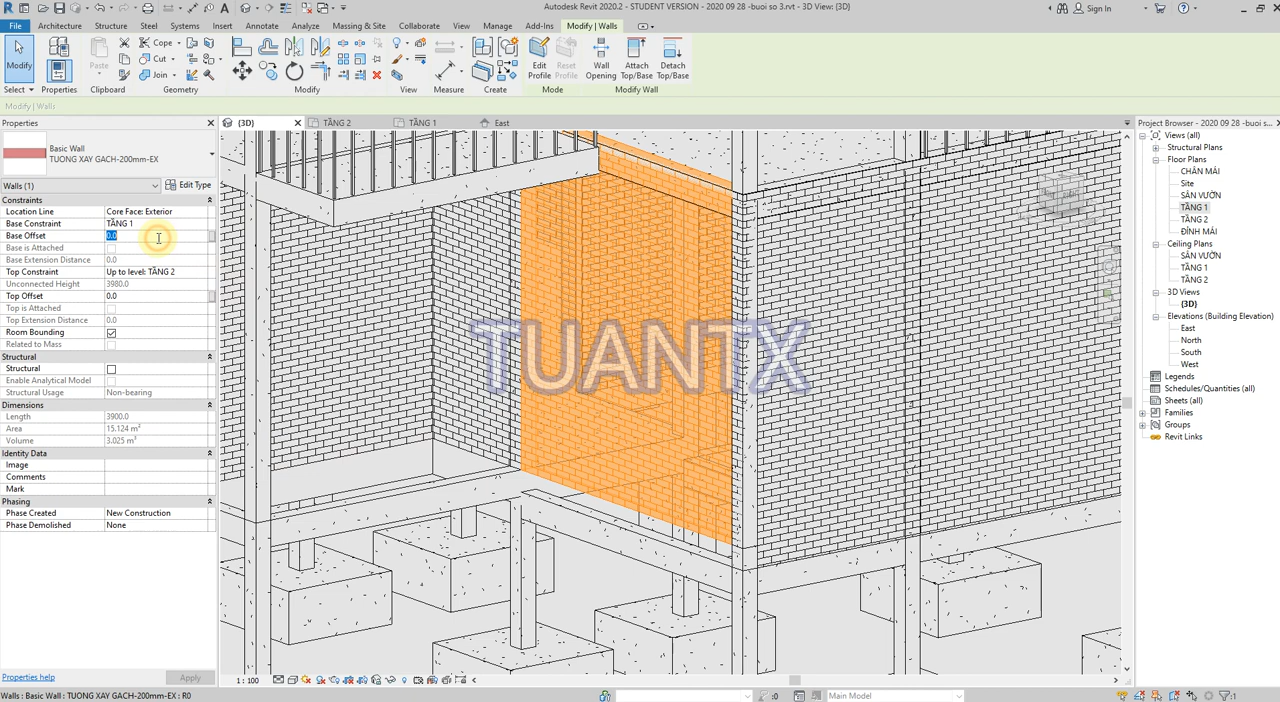 Autodesk Revit 2020.2 - STUDENT VERSION - 2020 09 28 -buoi so 3.rvt - 3D View: {3D}
Sign In
File Architecture Structure Steel Systems Insert Annotate Analyze Massing & Site Collaborate View Manage Add-Ins Modify | Walls
Modify
Paste
Cope
Cut
Join
Edit Profile
Reset Profile
Wall Opening
Attach Top/Base
Detach Top/Base
Select Properties Clipboard Geometry Modify View Measure Create Mode Modify Wall
Modify | Walls
Properties
{3D} TẦNG 2 TẦNG 1 East
Basic Wall
TUONG XAY GACH-200mm-EX
Walls (1) Edit Type
Constraints
Location Line Core Face: Exterior
Base Constraint TẦNG 1
Base Offset 0.0
Base is Attached
Base Extension Distance 0.0
Top Constraint Up to level: TẦNG 2
Unconnected Height 3980.0
Top Offset 0.0
Top is Attached
Top Extension Distance 0.0
Room Bounding
Related to Mass
Structural
Structural
Enable Analytical Model
Structural Usage Non-bearing
Dimensions
Length 3900.0
Area 15.124 m²
Volume 3.025 m³
Identity Data
Image
Comments
Mark
Phasing
Phase Created New Construction
Phase Demolished None
Properties help Apply
TUANTX
Project Browser - 2020 09 28 -buoi s...
Views (all)
Structural Plans
Floor Plans
CHÂN MÁI
Site
SÂN VƯỜN
TẦNG 1
TẦNG 2
ĐỈNH MÁI
Ceiling Plans
SÂN VƯỜN
TẦNG 1
TẦNG 2
3D Views
{3D}
Elevations (Building Elevation)
East
North
South
West
Legends
Schedules/Quantities (all)
Sheets (all)
Families
Groups
Revit Links
1 : 100
Walls : Basic Wall : TUONG XAY GACH-200mm-EX : R0
:0
Main Model
:1